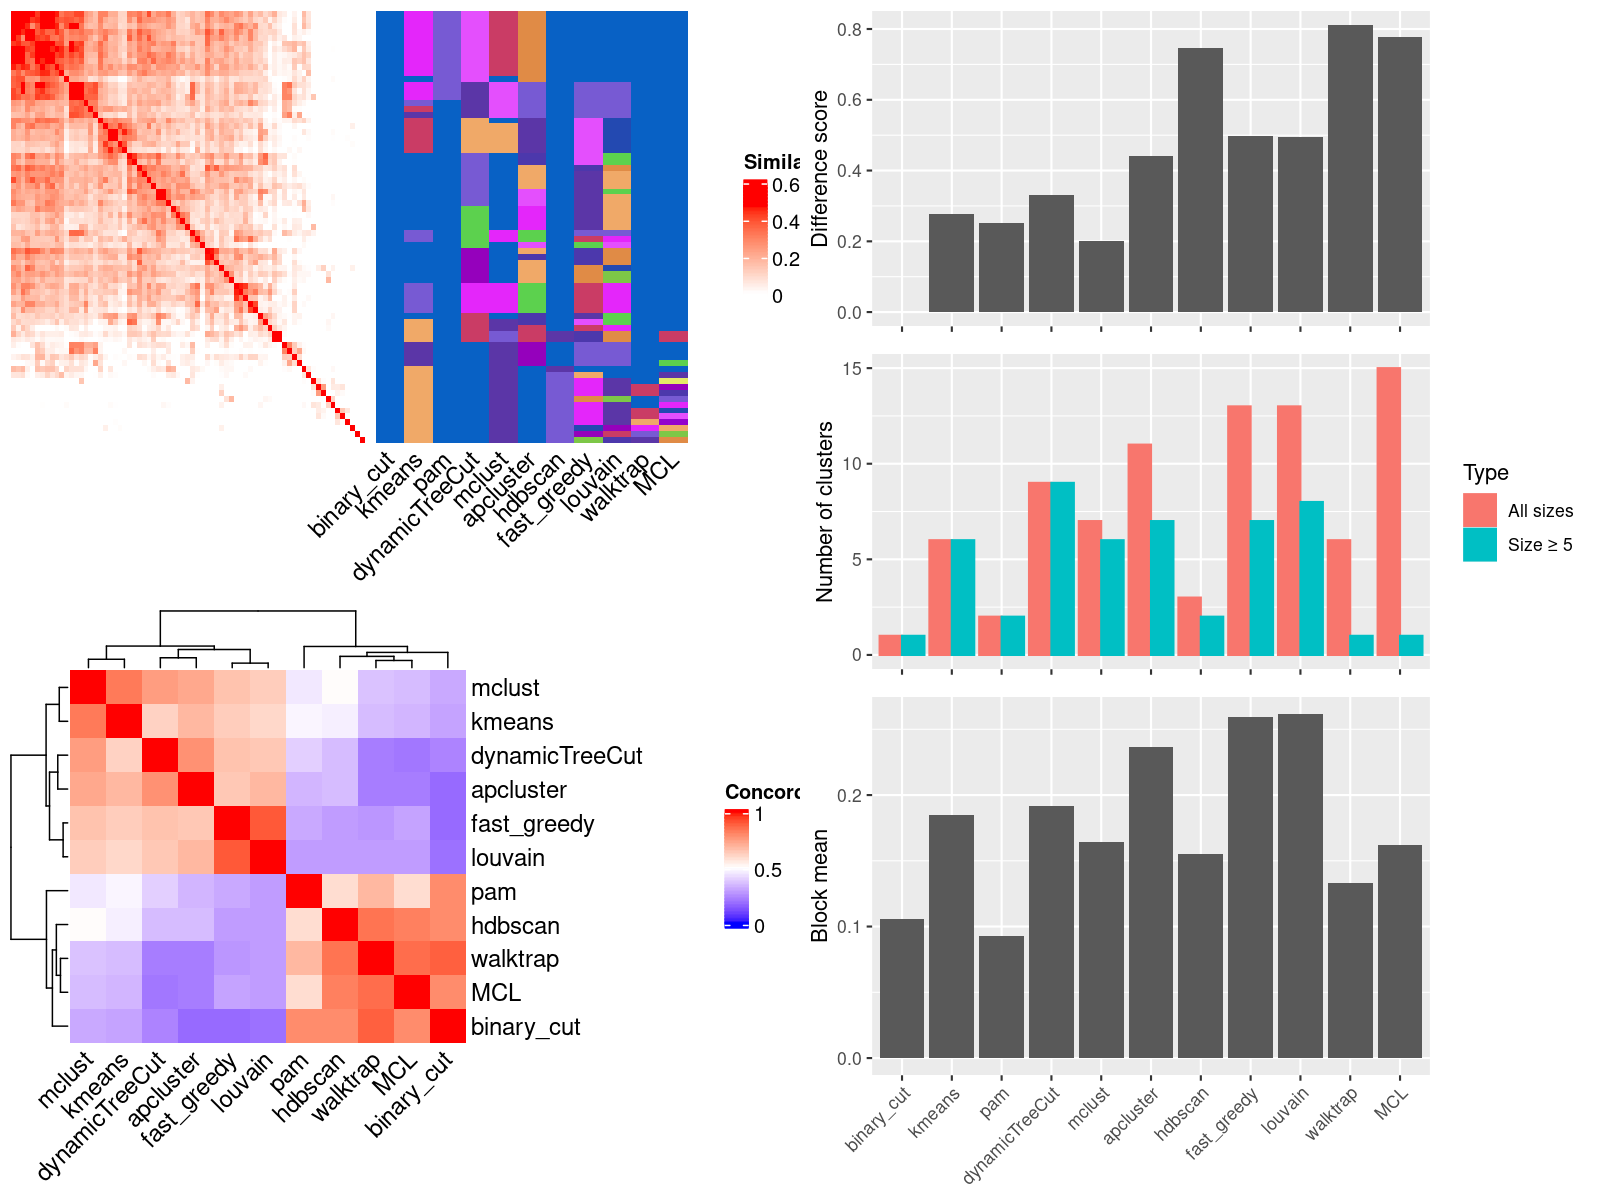 Simila
0.6
0.4
0.2
0
binary_cut
kmeans
pam
dynamicTreeCut
mclust
apcluster
hdbscan
fast_greedy
louvain
walktrap
MCL
mclust
kmeans
dynamicTreeCut
apcluster
fast_greedy
louvain
pam
hdbscan
walktrap
MCL
binary_cut
mclust
kmeans
dynamicTreeCut
apcluster
fast_greedy
louvain
pam
hdbscan
walktrap
MCL
binary_cut
Concord
1
0.5
0
Difference score
0.8
0.6
0.4
0.2
0.0
Number of clusters
15
10
5
0
Type
All sizes
Size ≥ 5
Block mean
0.2
0.1
0.0
binary_cut
kmeans
pam
dynamicTreeCut
mclust
apcluster
hdbscan
fast_greedy
louvain
walktrap
MCL